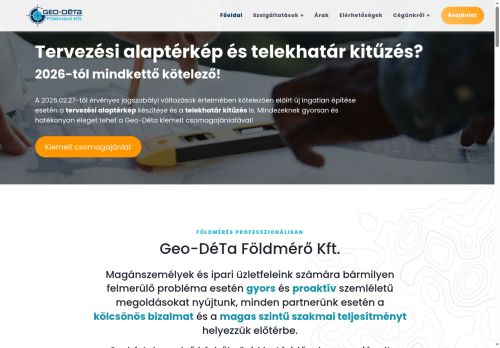 GEO-DÉTA
Földmérő Kft.
Főoldal
Szolgáltatások
Árak
Elérhetőségek
Cégünkről
Árajánlat
Tervezési alaptérkép és telekhatár kitűzés?
2026-tól mindkettő kötelező!
A 2026.02.27-től érvényes jogszabályi változások értelmében kötelezően előírt új ingatlan építése
esetén a tervezési alaptérkép készítése és a telekhatár kitűzés is. Mindezeknek gyorsan és
hatékonyan eleget tehet a Geo-Déta kiemelt csomagajánlatával!
Kiemelt csomagajánlat
FÖLDMÉRÉS PROFESSZIONÁLISAN
Geo-DéTa Földmérő Kft.
Magánszemélyek és ipari üzletfeleink számára bármilyen
felmerülő probléma esetén gyors és proaktív szemléletű
megoldásokat nyújtunk, minden partnerünk esetén a
kölcsönös bizalmat és a magas szintű szakmai teljesítményt
helyezzük előtérbe.